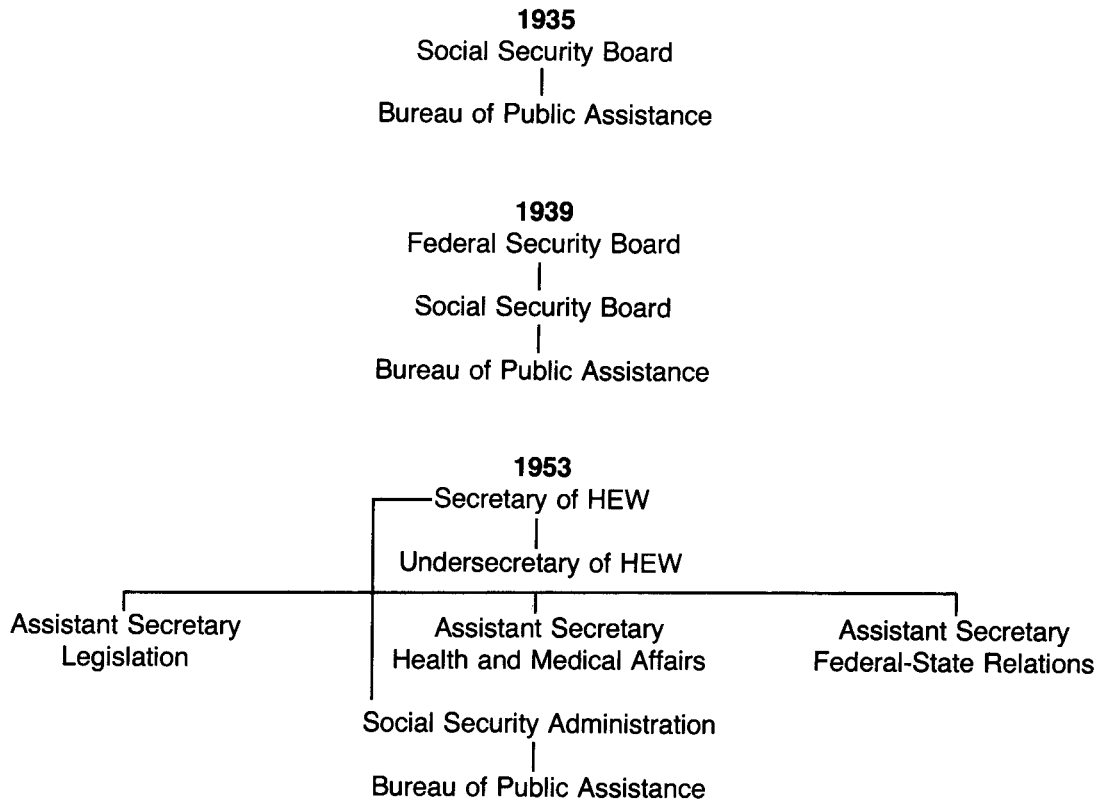 1935
Social Security Board
Bureau of Public Assistance
1939
Federal Security Board
Social Security Board
Bureau of Public Assistance
1953
Secretary of HEW
Undersecretary of HEW
Assistant Secretary
Legislation
Assistant Secretary
Health and Medical Affairs
Assistant Secretary
Federal-State Relations
Social Security Administration
Bureau of Public Assistance